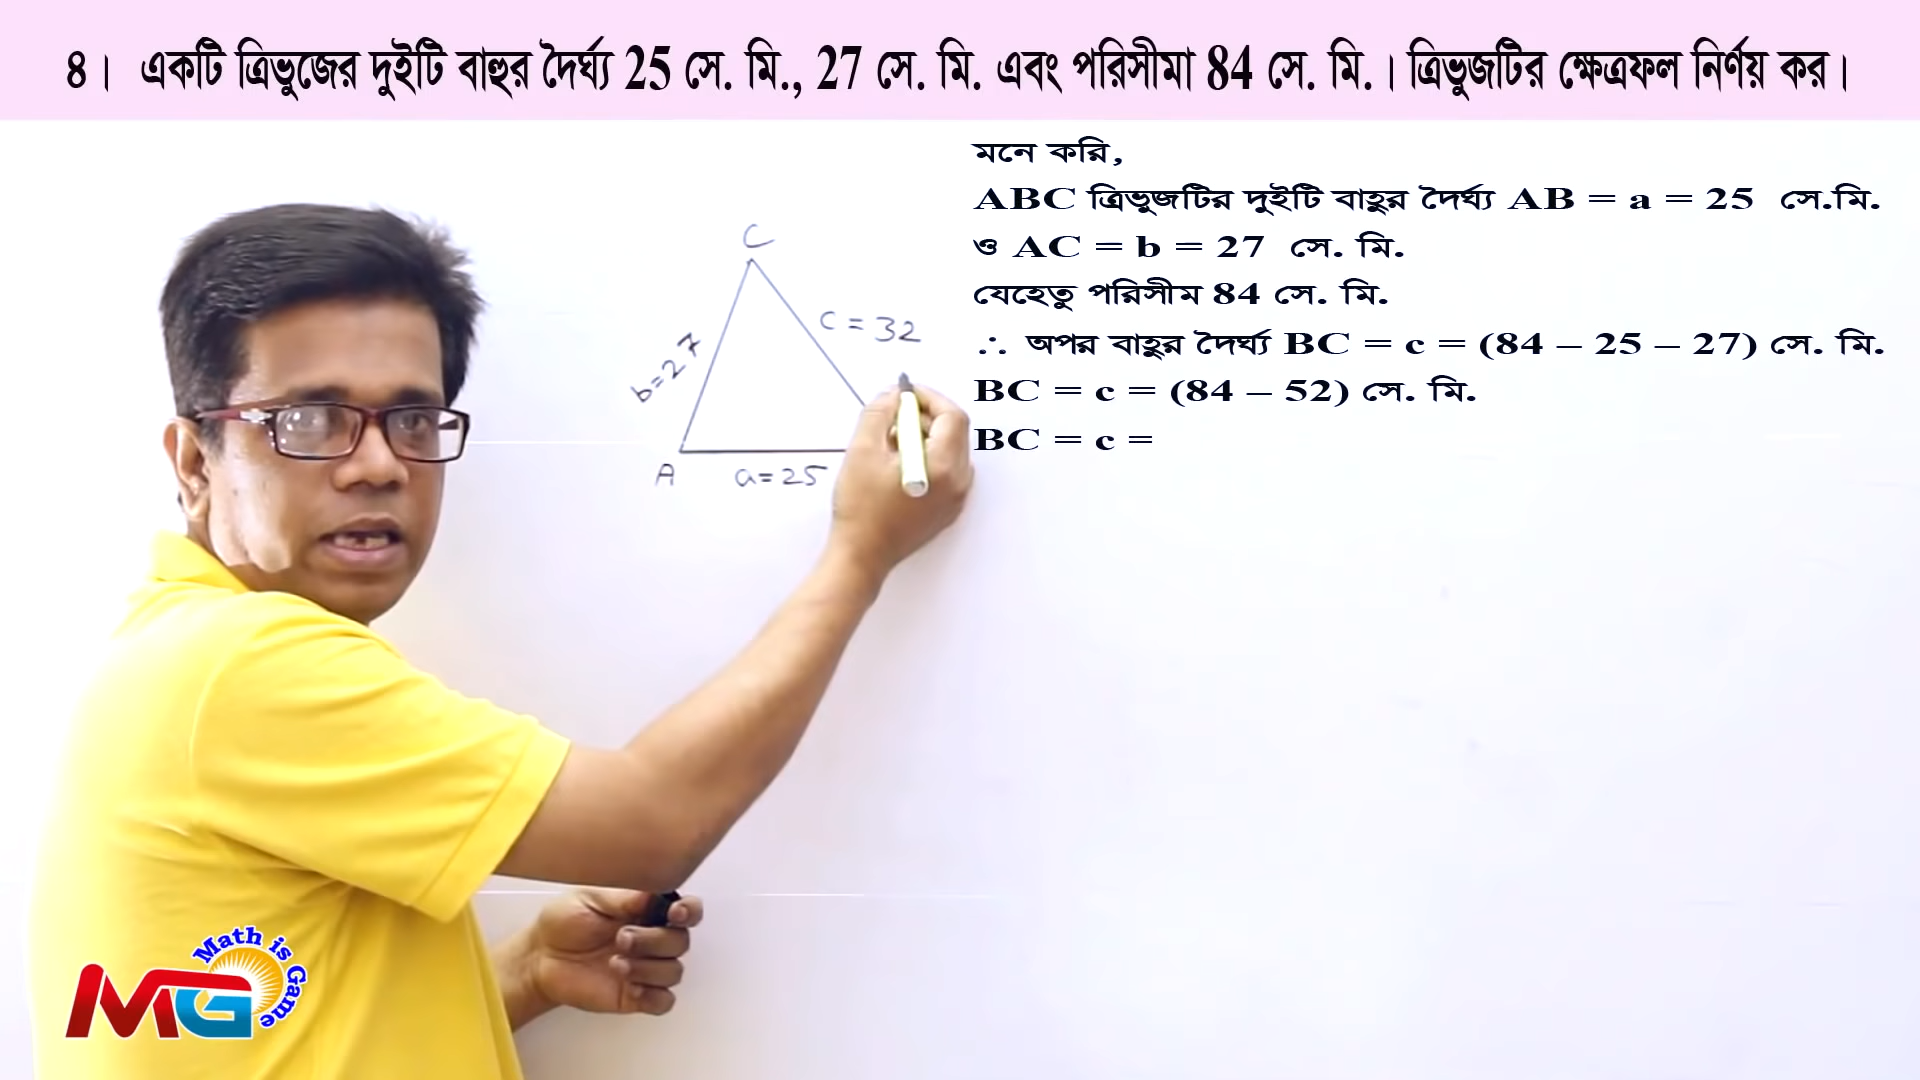 ৪। একটি ত্রিভুজের দুইটি বাহুর দৈর্ঘ্য 25 সে. মি., 27 সে. মি. এবং পরিসীমা 84 সে. মি.। ত্রিভুজটির ক্ষেত্রফল নির্ণয় কর।
মনে করি,
ABC ত্রিভুজটির দুইটি বাহুর দৈর্ঘ্য AB = a = 25 সে.মি.
ও AC = b = 27 সে. মি.
যেহেতু পরিসীম 84 সে. মি.
∴ অপর বাহুর দৈর্ঘ্য BC = c = (84 – 25 – 27) সে. মি.
BC = c = (84 – 52) সে. মি.
BC = c =
C
c = 32
b=27
A
a=25
Math is Game
MG